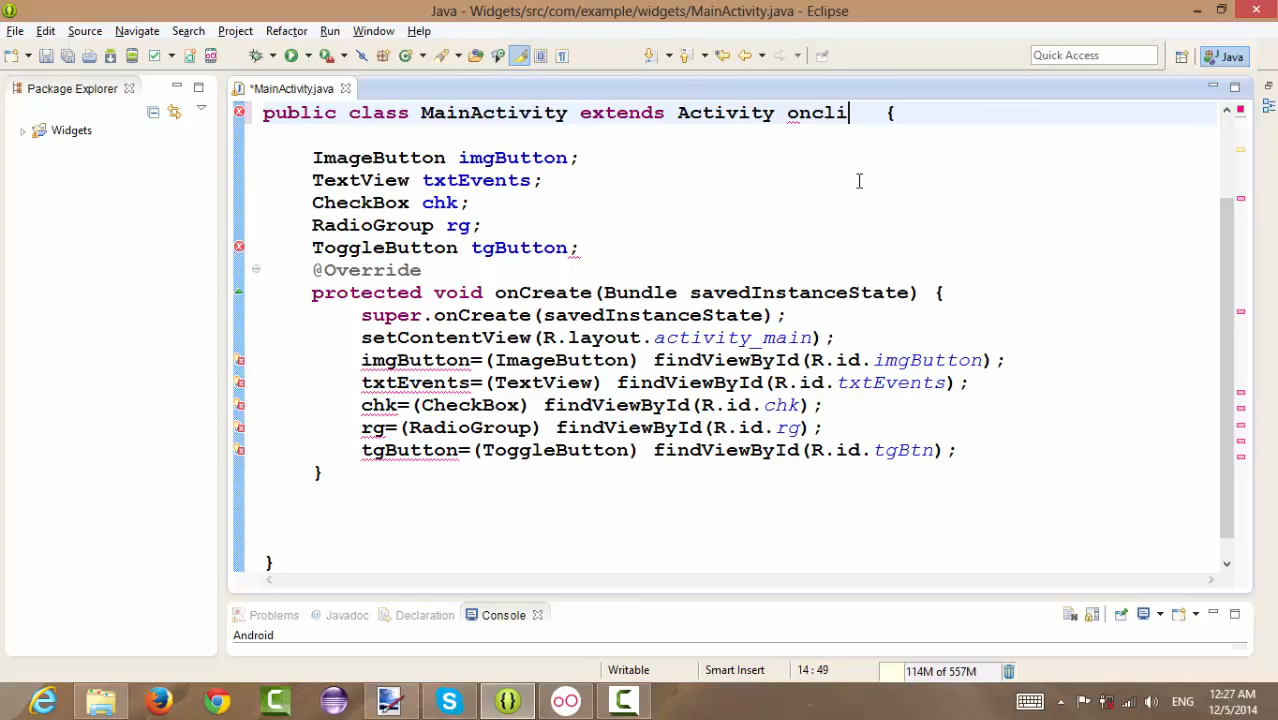 Java - Widgets/src/com/example/widgets/MainActivity.java - Eclipse
File Edit Source Navigate Search Project Refactor Run Window Help
Quick Access Java
Package Explorer *MainActivity.java
Widgets
public class MainActivity extends Activity oncli {
ImageButton imgButton;
TextView txtEvents;
CheckBox chk;
RadioGroup rg;
ToggleButton tgButton;
@Override
protected void onCreate(Bundle savedInstanceState) {
super.onCreate(savedInstanceState);
setContentView(R.layout.activity_main);
imgButton=(ImageButton) findViewById(R.id.imgButton);
txtEvents=(TextView) findViewById(R.id.txtEvents);
chk=(CheckBox) findViewById(R.id.chk);
rg=(RadioGroup) findViewById(R.id.rg);
tgButton=(ToggleButton) findViewById(R.id.tgBtn);
}
}
Problems @ Javadoc Declaration Console
Android
Writable Smart Insert 14 : 49 114M of 557M
ENG 12:27 AM
12/5/2014